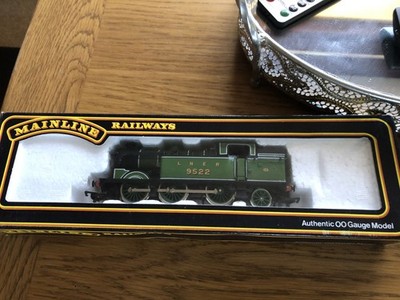 MAINLINE RAILWAYS
L N E R
9522
Authentic OO Gauge Model